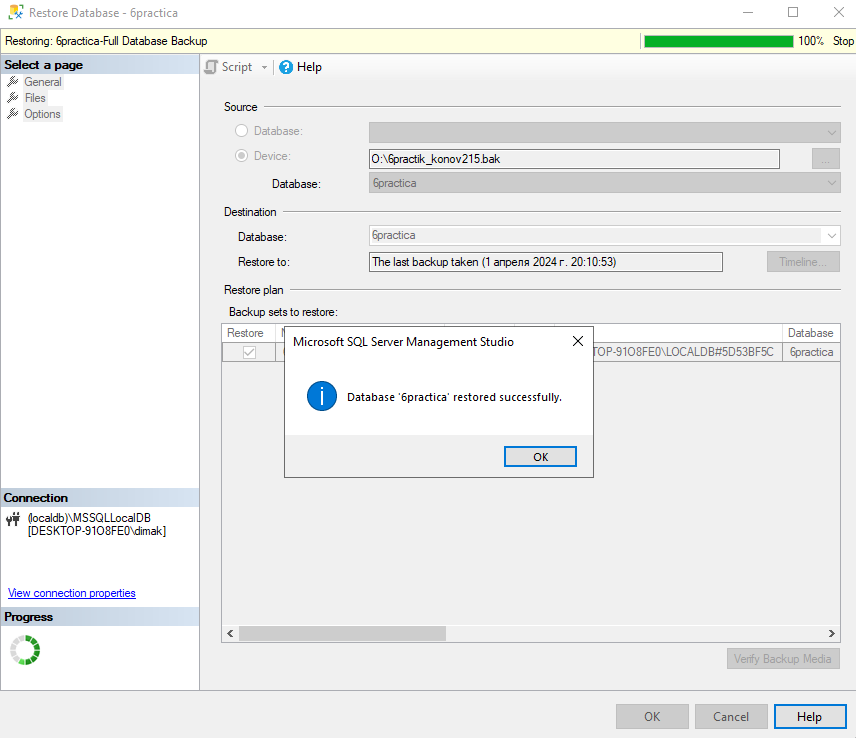 Restore Database - 6practica
Restoring: 6practica-Full Database Backup
100% Stop
Select a page
General
Files
Options
Script
Help
Source
Database:
Device:
O:\6practik_konov215.bak
...
Database:
6practica
Destination
Database:
6practica
Restore to:
The last backup taken (1 апреля 2024 г. 20:10:53)
Timeline...
Restore plan
Backup sets to restore:
Restore Database
TOP-91O8FE0\LOCALDB#5D53BF5C 6practica
Microsoft SQL Server Management Studio
Database '6practica' restored successfully.
OK
Connection
(localdb)\MSSQLLocalDB
[DESKTOP-91O8FE0\dimak]
View connection properties
Progress
Verify Backup Media
OK Cancel Help